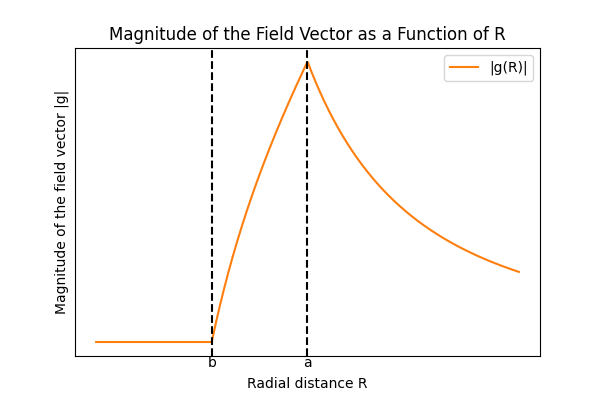 Magnitude of the Field Vector as a Function of R
|g(R)|
Magnitude of the field vector |g|
b
a
Radial distance R